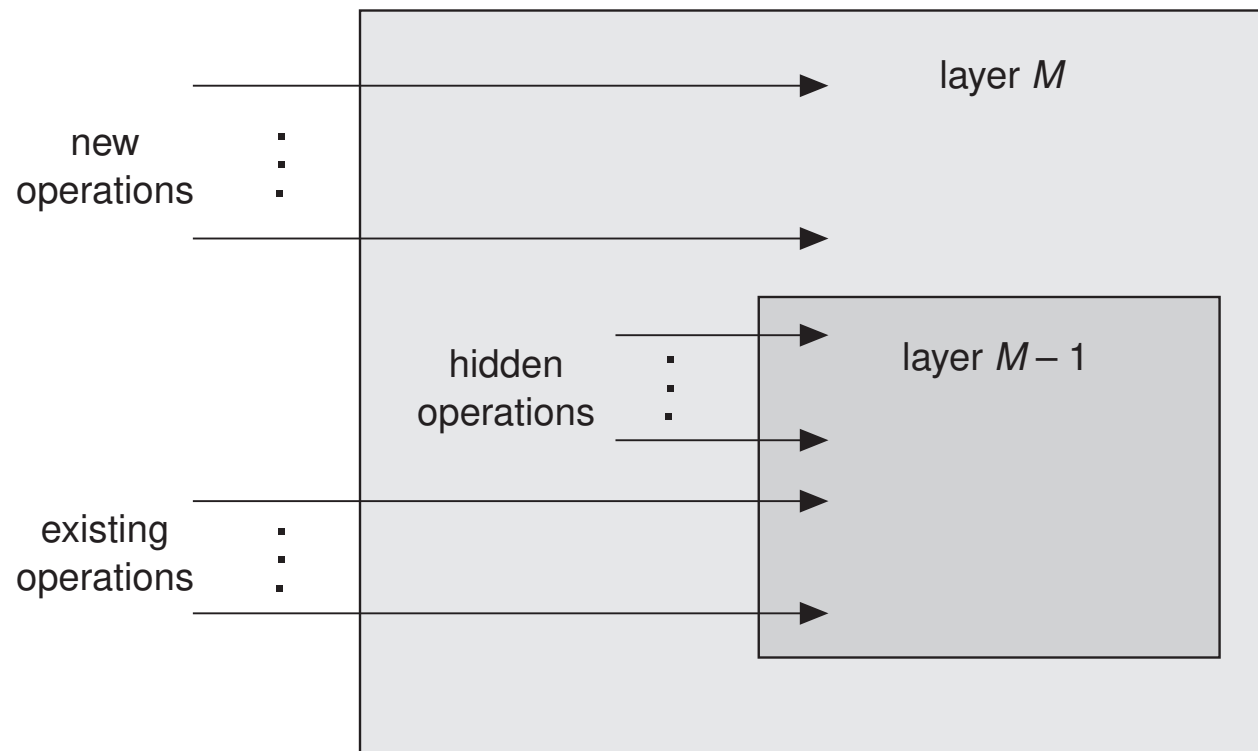 layer M
new
operations
layer M – 1
hidden
operations
existing
operations